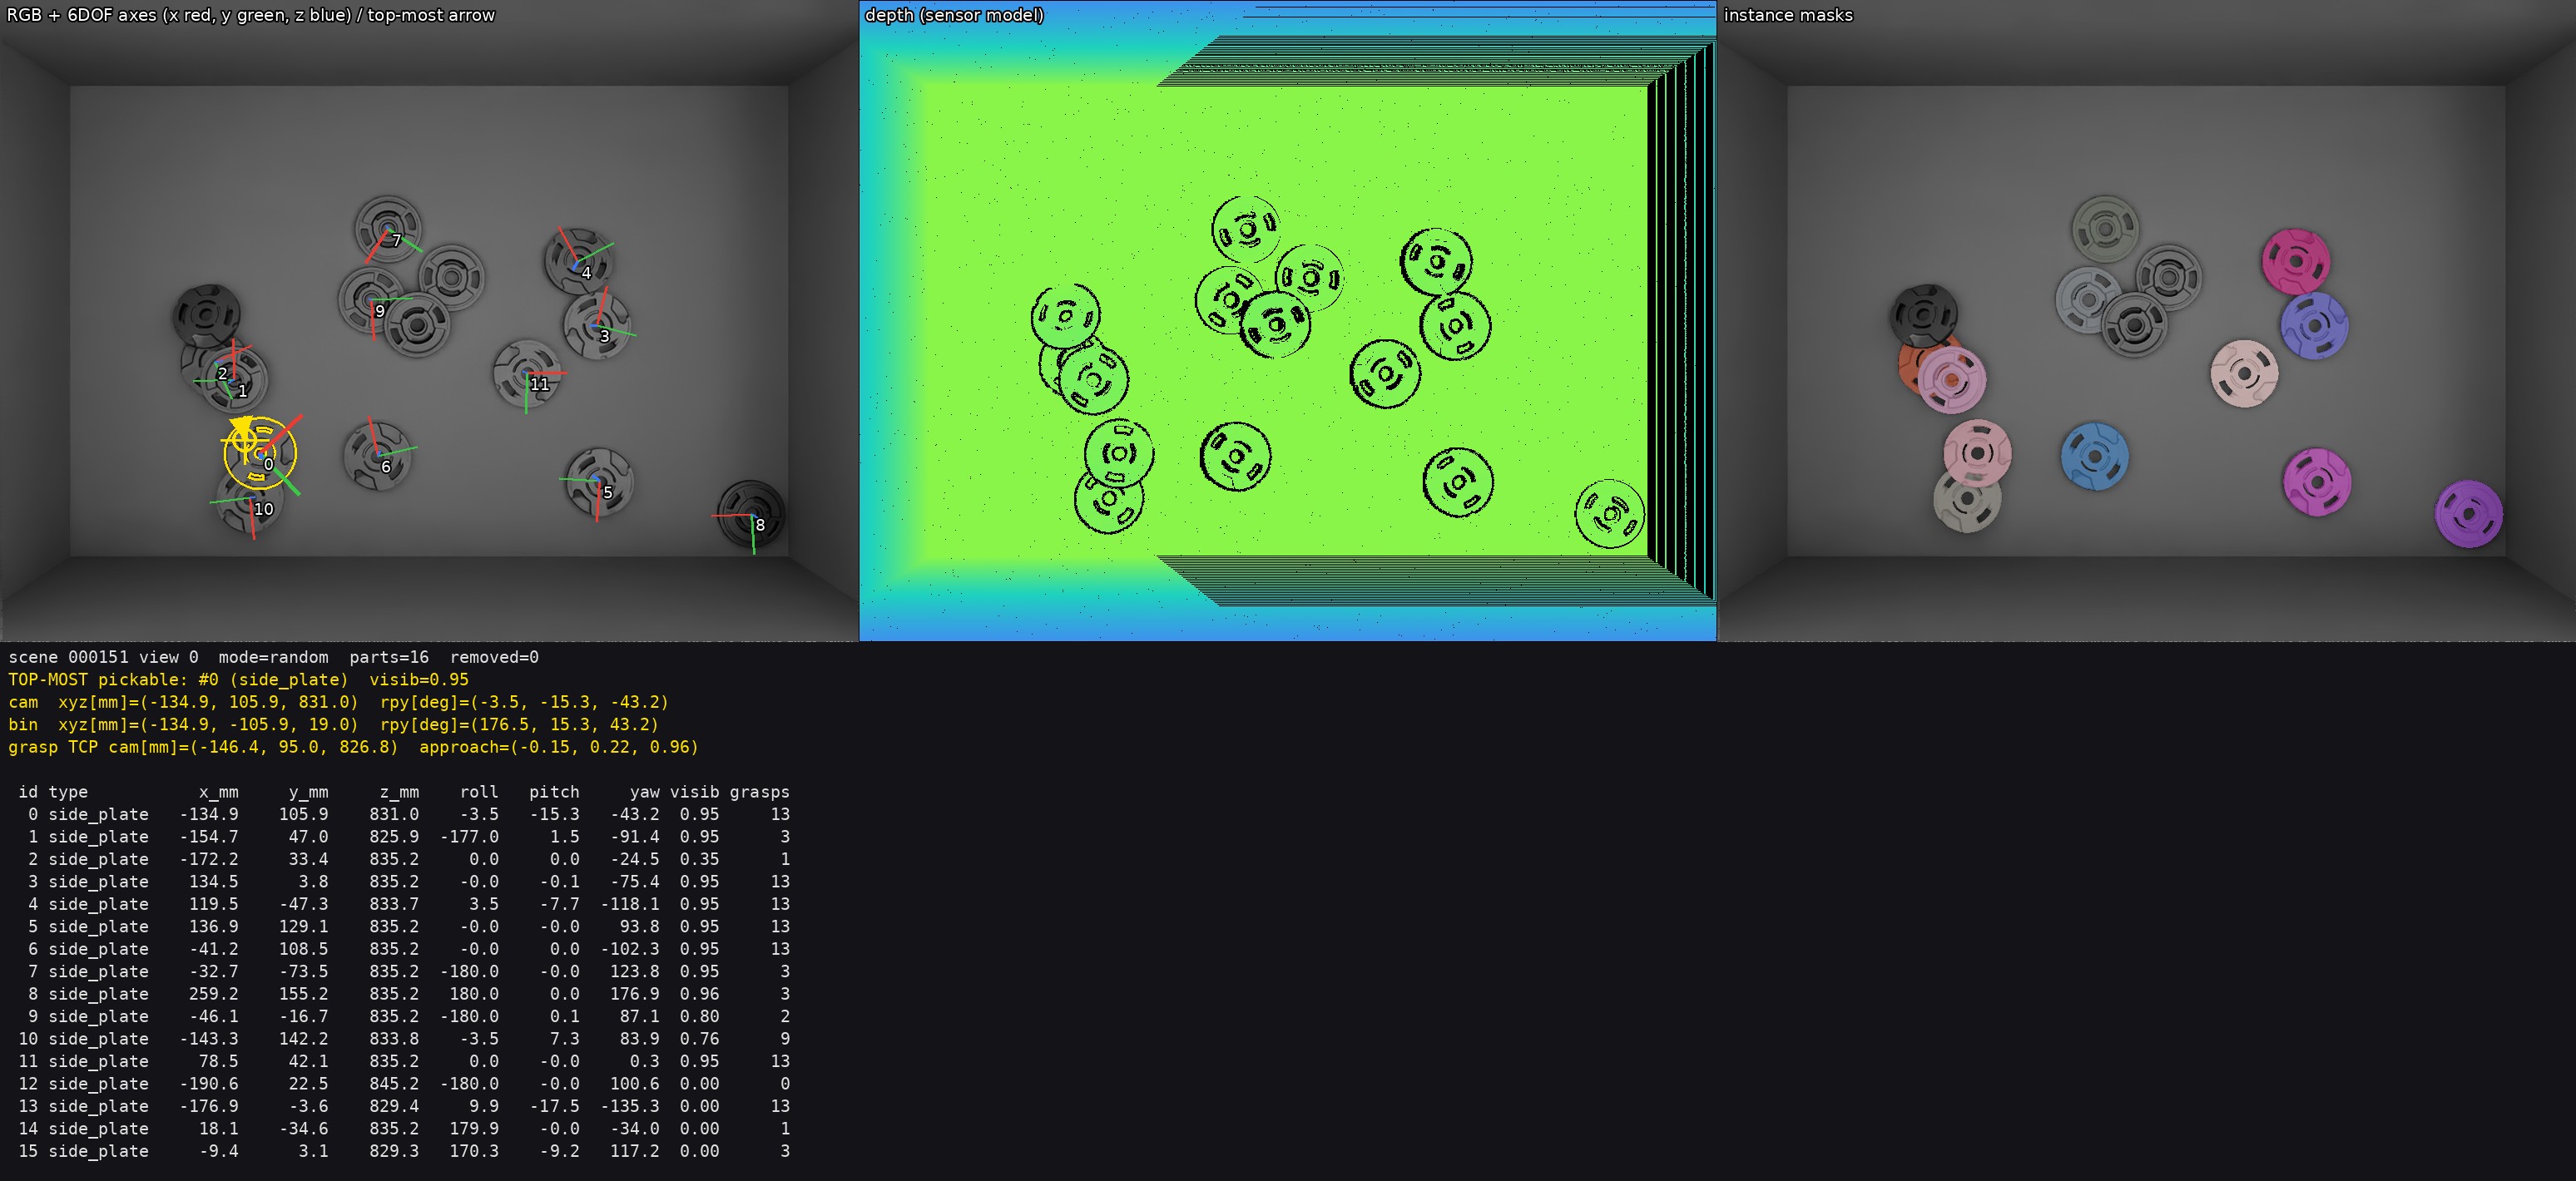 RGB + 6DOF axes (x red, y green, z blue) / top-most arrow
depth (sensor model)
instance masks
7
4
9
3
2
1
11
0
6
10
5
8
scene 000151 view 0  mode=random  parts=16  removed=0
TOP-MOST pickable: #0 (side_plate)  visib=0.95
cam  xyz[mm]=(-134.9, 105.9, 831.0)  rpy[deg]=(-3.5, -15.3, -43.2)
bin  xyz[mm]=(-134.9, -105.9, 19.0)  rpy[deg]=(176.5, 15.3, 43.2)
grasp TCP cam[mm]=(-146.4, 95.0, 826.8)  approach=(-0.15, 0.22, 0.96)
id type x_mm y_mm z_mm roll pitch yaw visib grasps
0 side_plate -134.9 105.9 831.0 -3.5 -15.3 -43.2 0.95 13
1 side_plate -154.7 47.0 825.9 -177.0 1.5 -91.4 0.95 3
2 side_plate -172.2 33.4 835.2 0.0 0.0 -24.5 0.35 1
3 side_plate 134.5 3.8 835.2 -0.0 -0.1 -75.4 0.95 13
4 side_plate 119.5 -47.3 833.7 3.5 -7.7 -118.1 0.95 13
5 side_plate 136.9 129.1 835.2 -0.0 -0.0 93.8 0.95 13
6 side_plate -41.2 108.5 835.2 -0.0 0.0 -102.3 0.95 13
7 side_plate -32.7 -73.5 835.2 -180.0 -0.0 123.8 0.95 3
8 side_plate 259.2 155.2 835.2 180.0 0.0 176.9 0.96 3
9 side_plate -46.1 -16.7 835.2 -180.0 0.1 87.1 0.80 2
10 side_plate -143.3 142.2 833.8 -3.5 7.3 83.9 0.76 9
11 side_plate 78.5 42.1 835.2 0.0 -0.0 0.3 0.95 13
12 side_plate -190.6 22.5 845.2 -180.0 -0.0 100.6 0.00 0
13 side_plate -176.9 -3.6 829.4 9.9 -17.5 -135.3 0.00 13
14 side_plate 18.1 -34.6 835.2 179.9 -0.0 -34.0 0.00 1
15 side_plate -9.4 3.1 829.3 170.3 -9.2 117.2 0.00 3